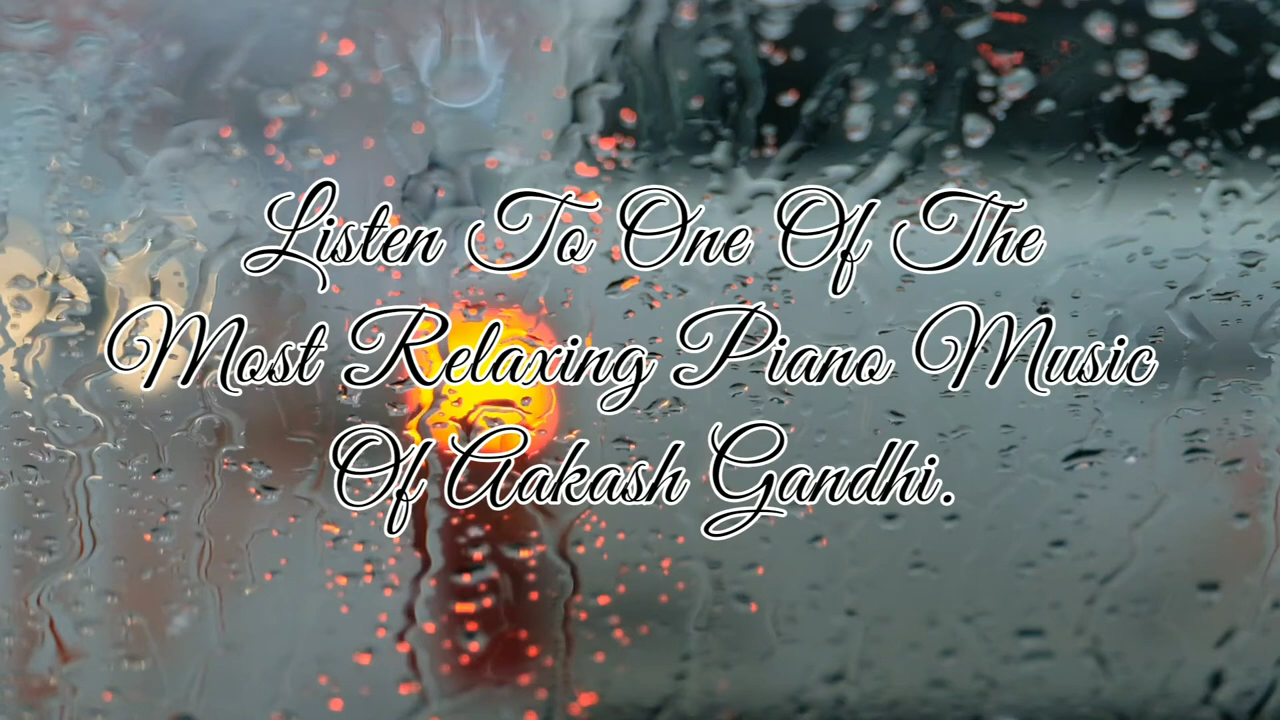 Listen To One Of The
Most Relaxing Piano Music
Of Aakash Gandhi.